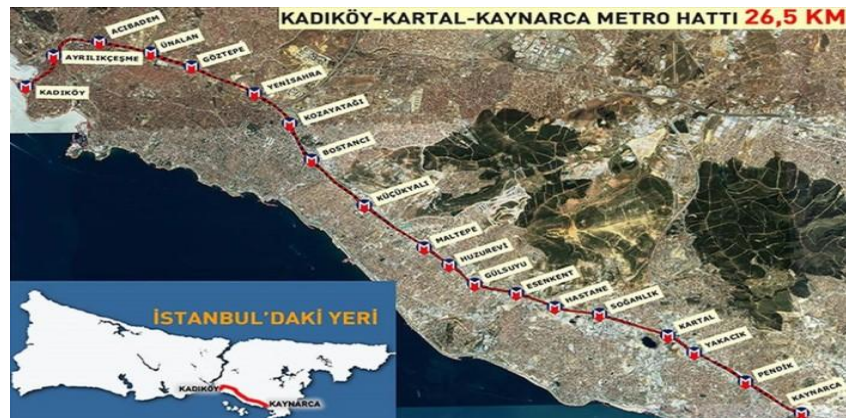 KADIKÖY-KARTAL-KAYNARCA METRO HATTI 26,5 KM
ACIBADEM
ÜNALAN
AYRILIKÇEŞME
GÖZTEPE
KADIKÖY
YENİSAHRA
KOZAYATAĞI
BOSTANCI
KÜÇÜKYALI
MALTEPE
HUZUREVİ
GÜLSUYU
ESENKENT
HASTANE
SOĞANLIK
KARTAL
YAKACIK
PENDİK
KAYNARCA
İSTANBUL'DAKİ YERİ
KADIKÖY
KAYNARCA